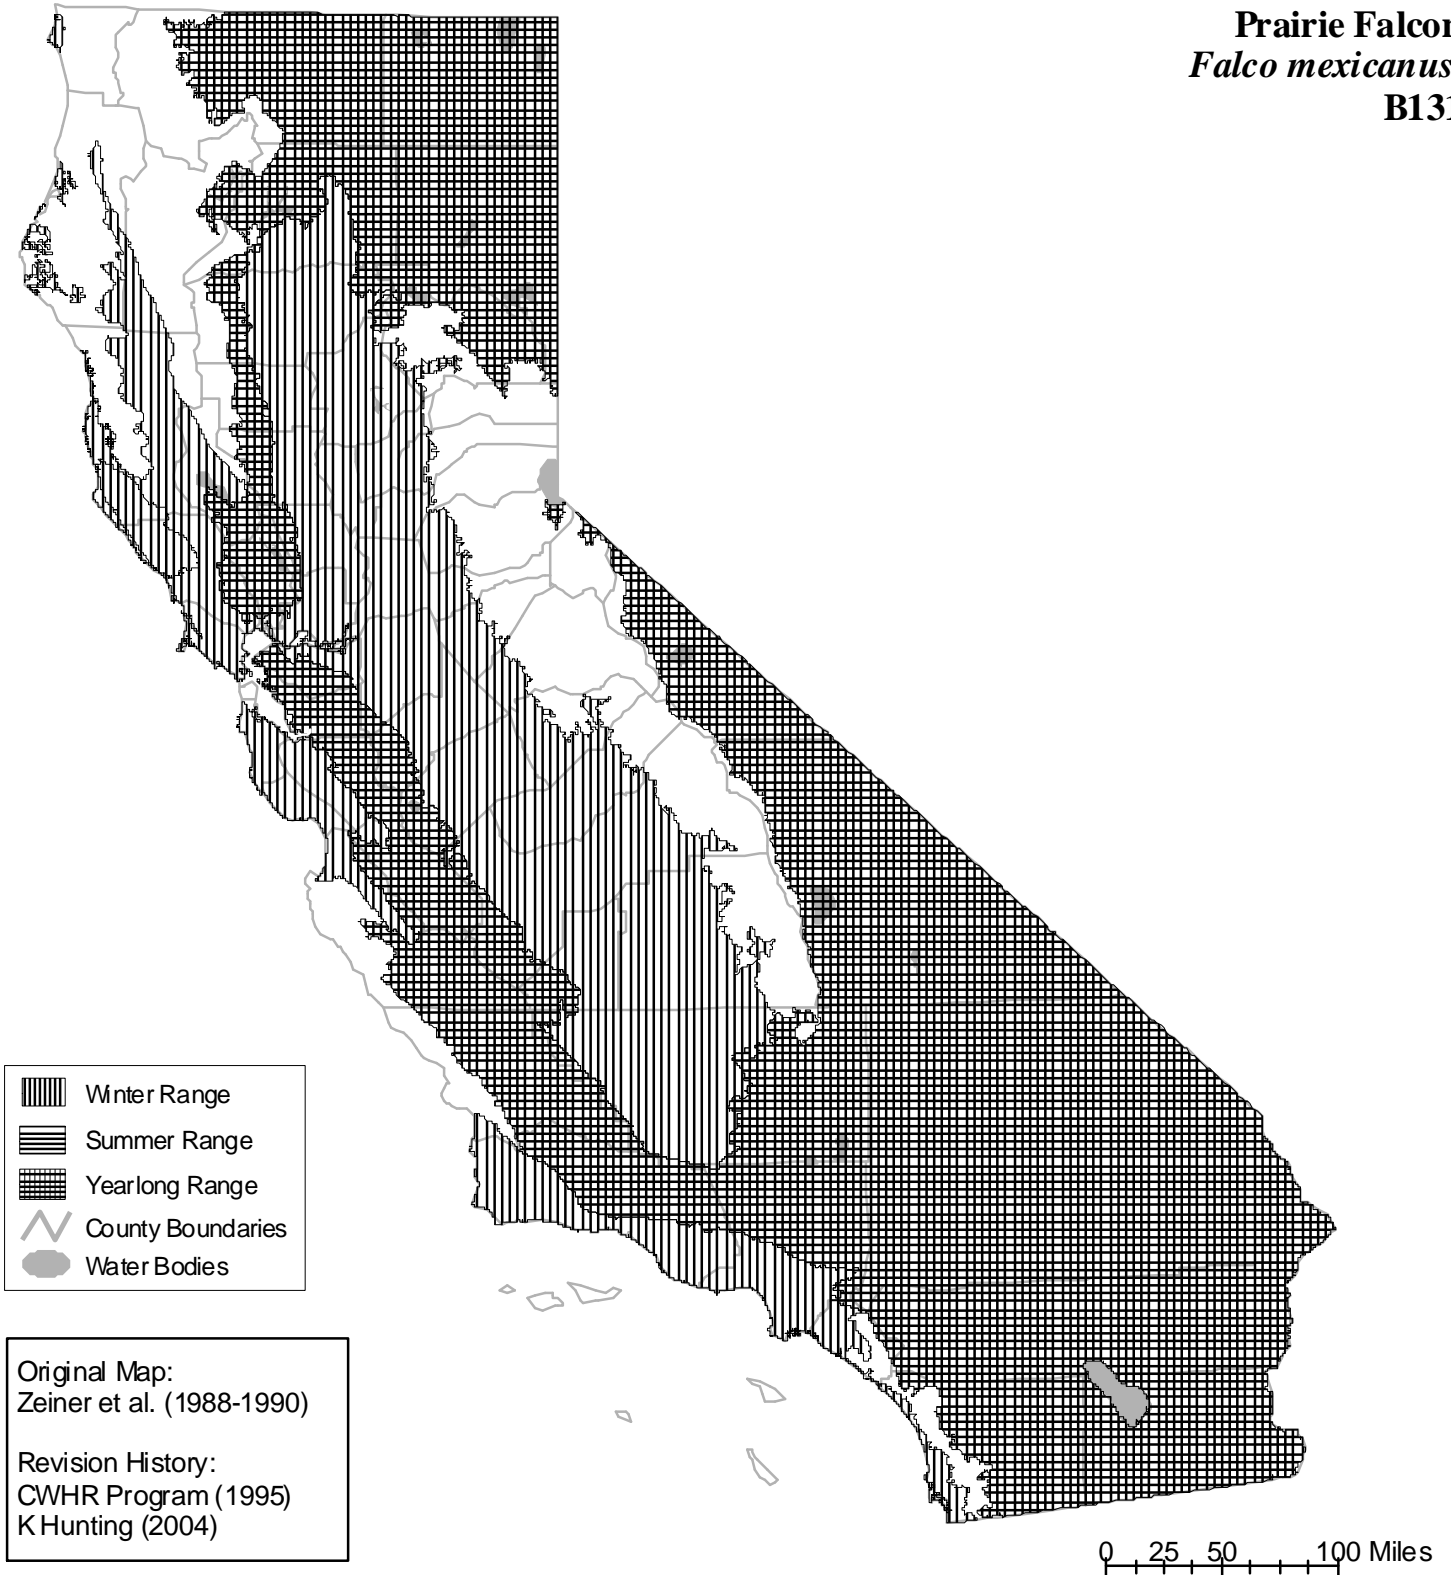 Prairie Falcon
Falco mexicanus
B131
Winter Range
Summer Range
Yearlong Range
County Boundaries
Water Bodies
Original Map:
Zeiner et al. (1988-1990)
Revision History:
CWHR Program (1995)
K Hunting (2004)
0 25 50 100 Miles